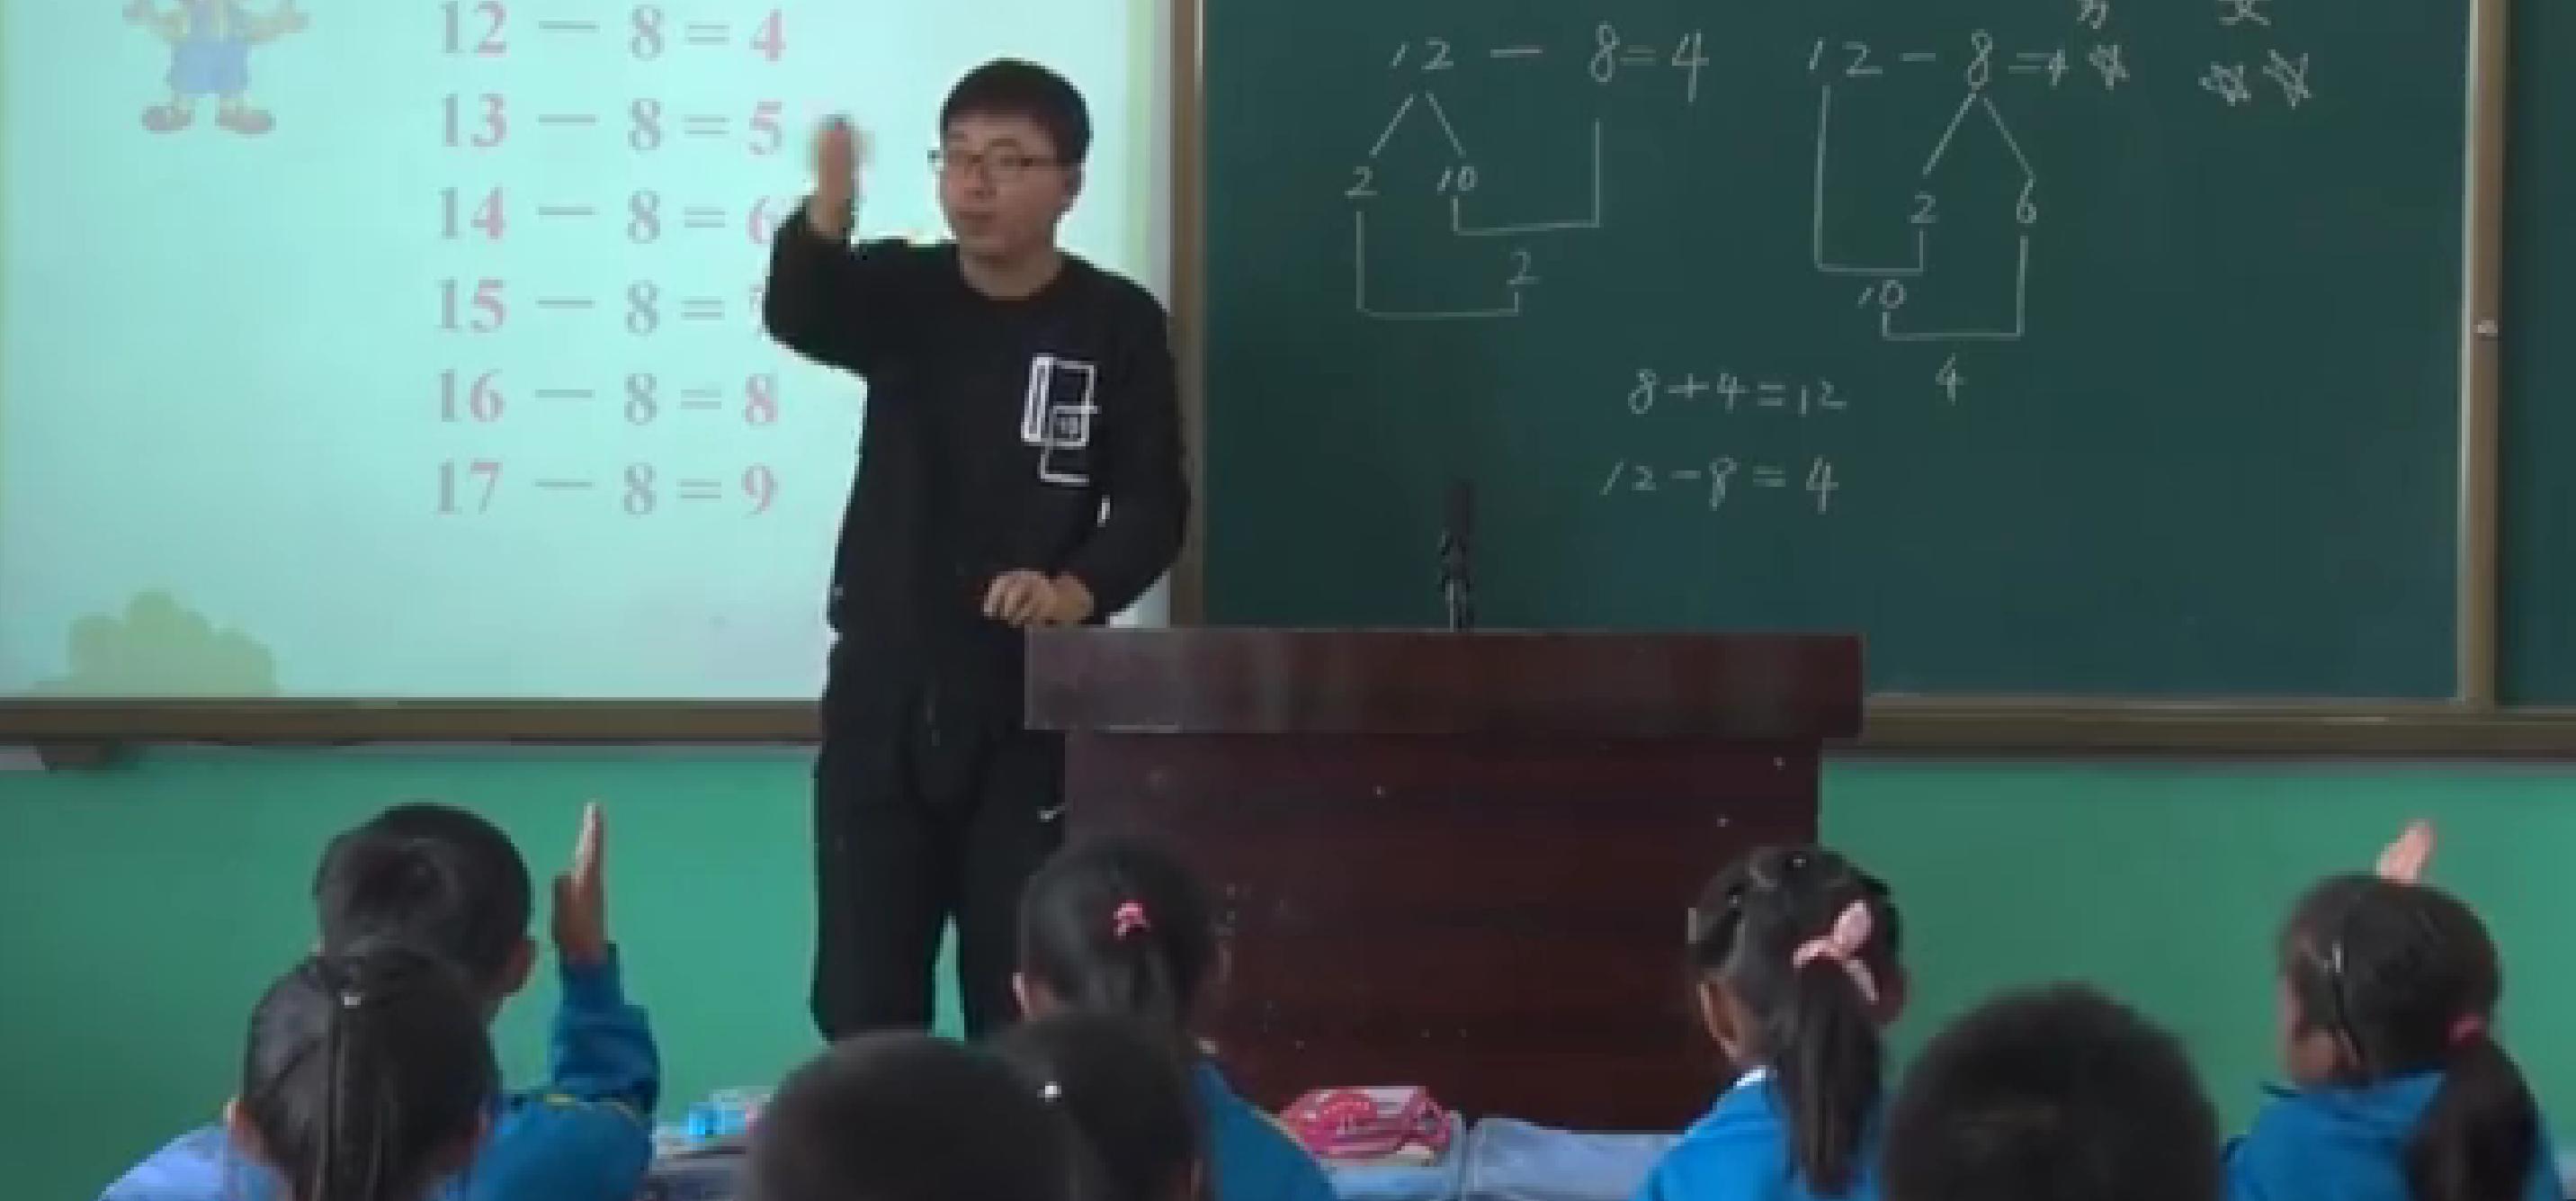 12 － 8 = 4
13 － 8 = 5
14 － 8 = 6
15 － 8 =
16 － 8 = 8
17 － 8 = 9
12 － 8=4
2 10
2
12－8=4
2 6
10
4
8+4=12
12-8=4